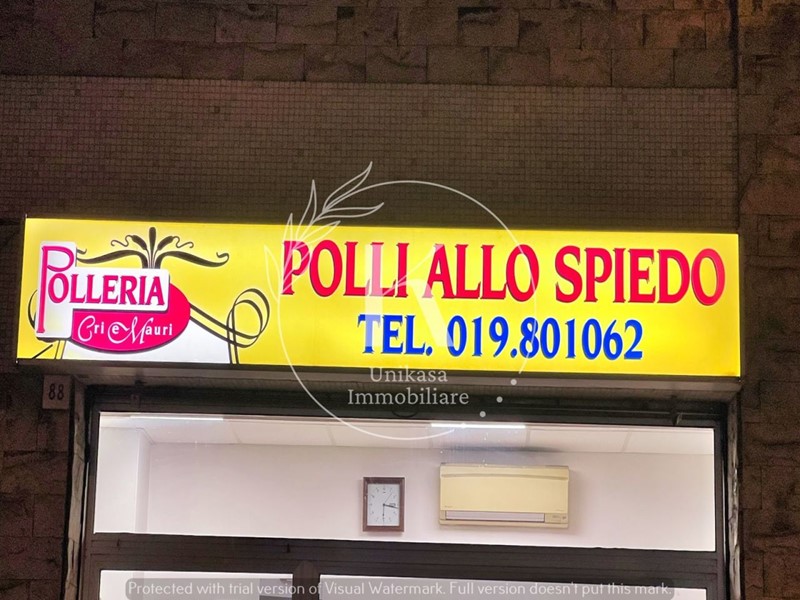 POLLERIA
Cri e Mauri
POLLI ALLO SPIEDO
TEL. 019.801062
Unikasa
Immobiliare
88
Protected with trial version of Visual Watermark. Full version doesn't put this mark.